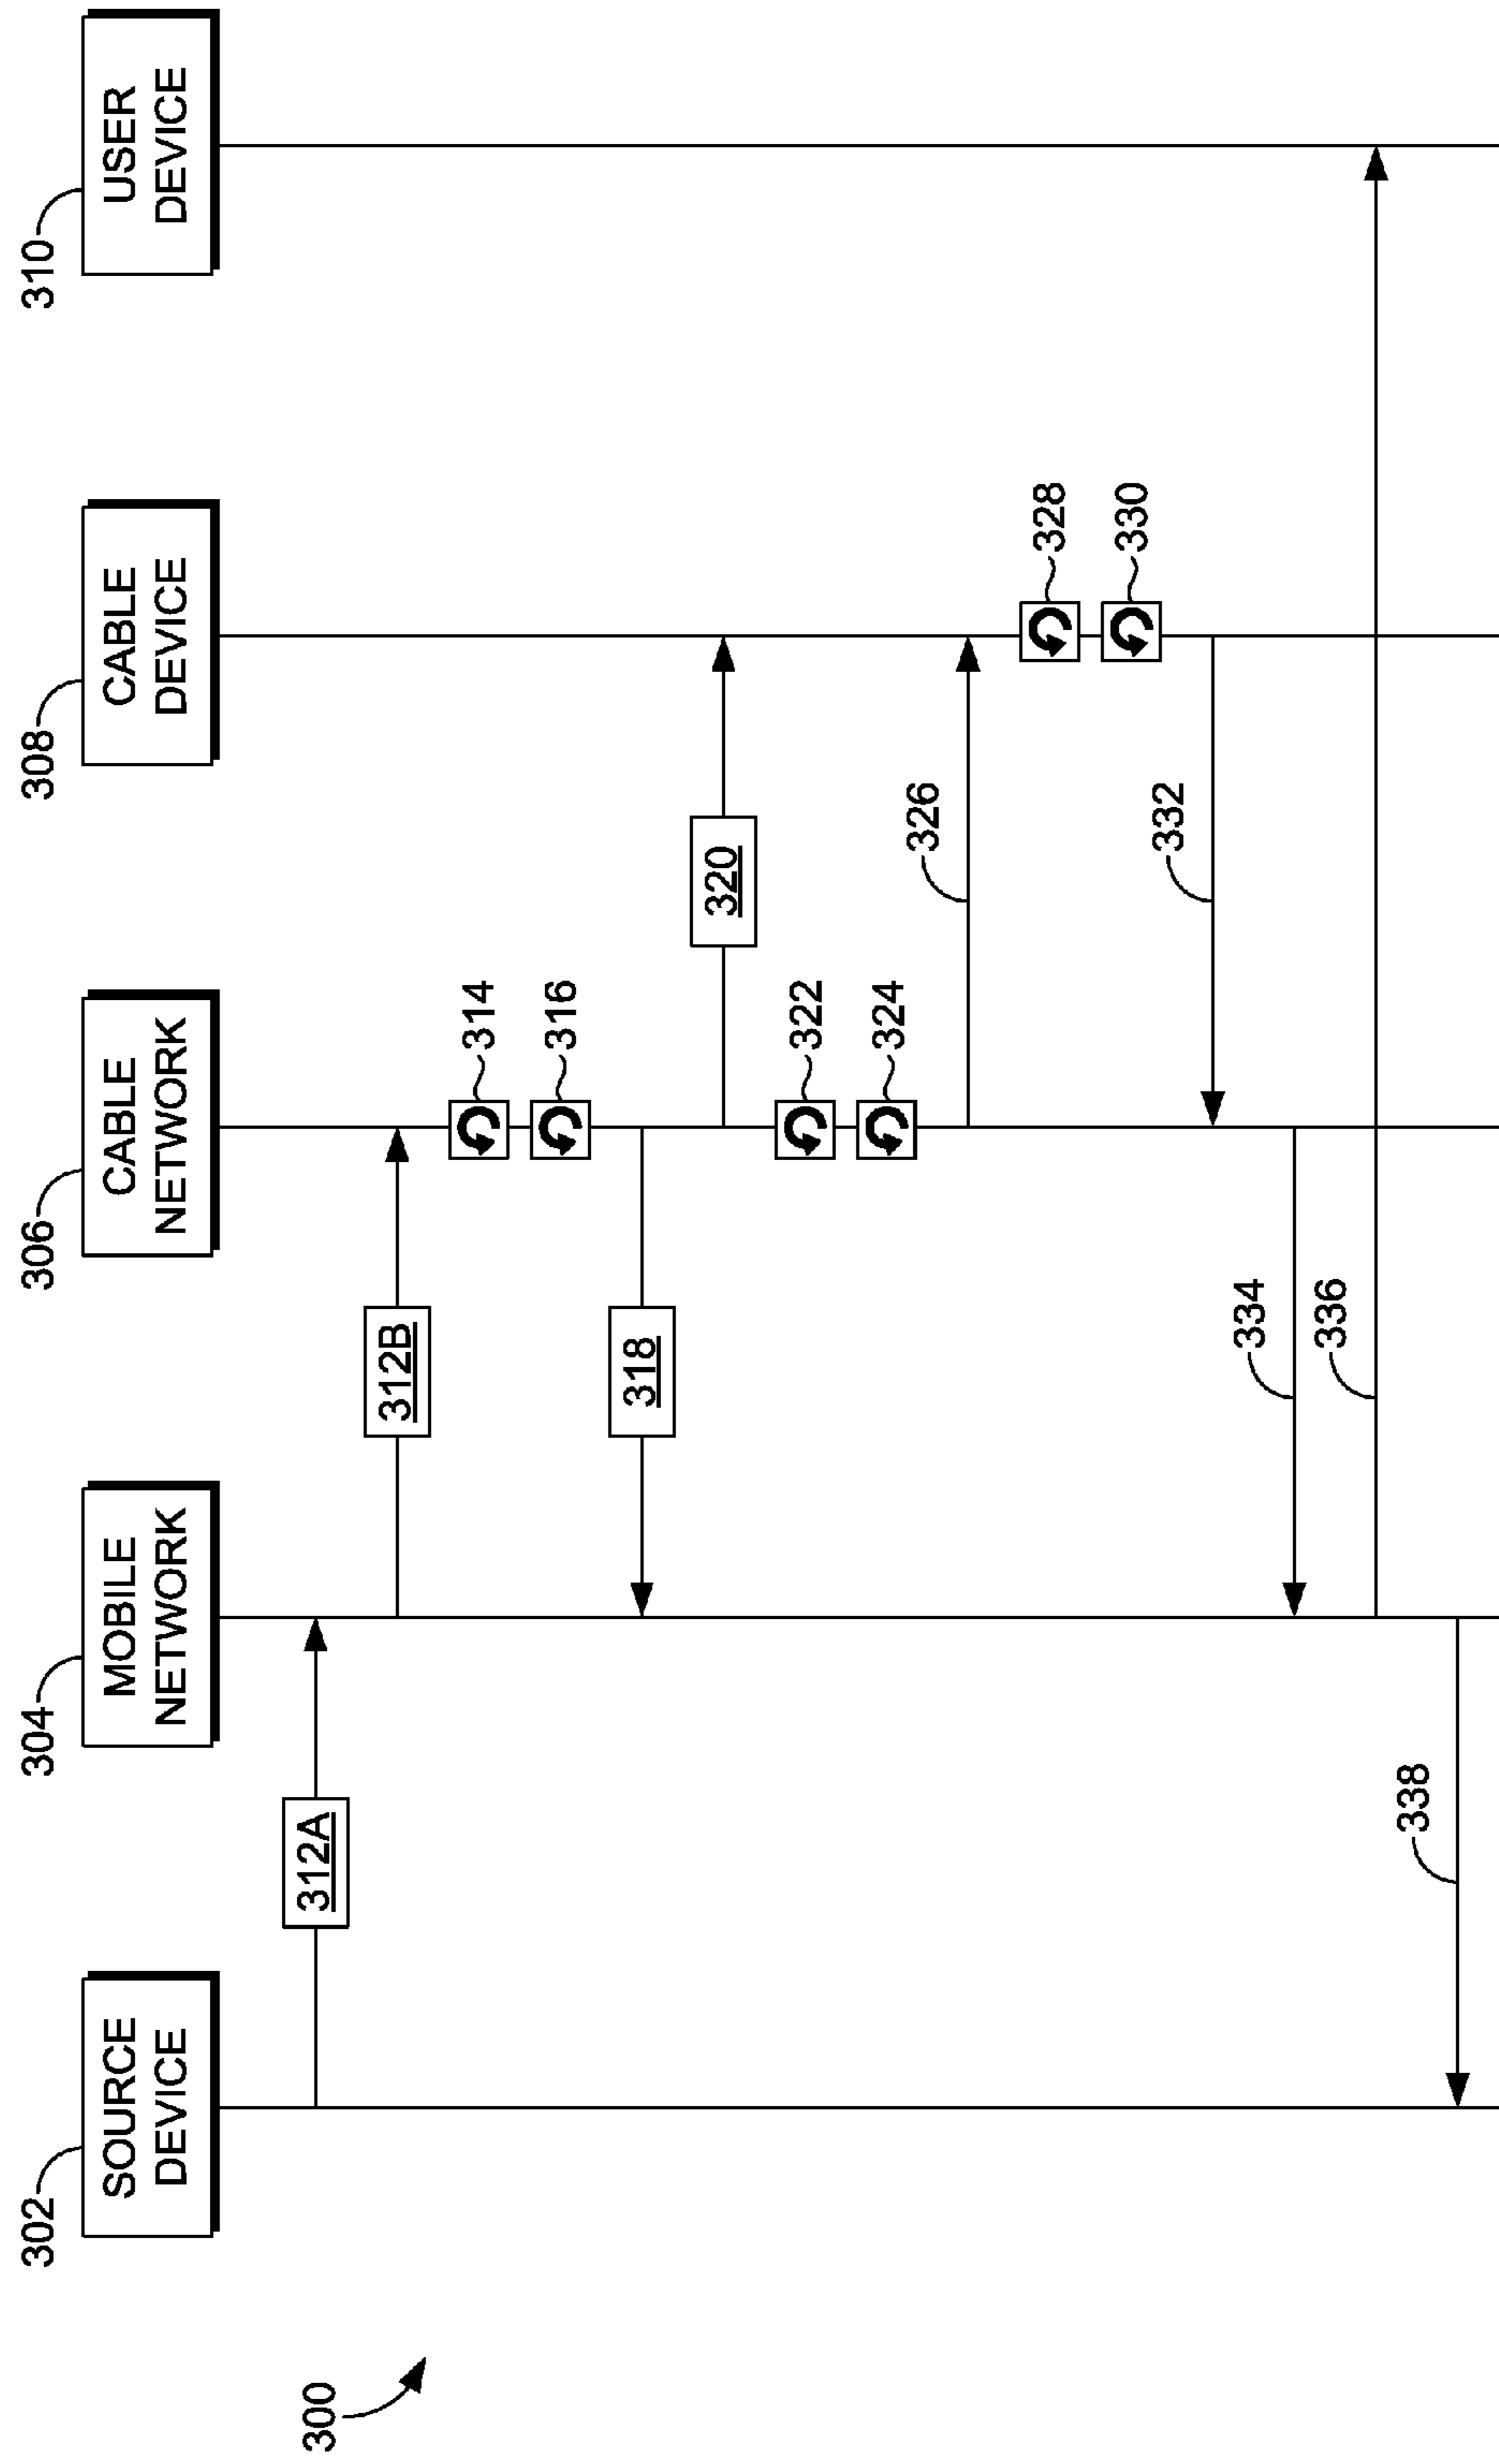 300
302
SOURCE
DEVICE
304
MOBILE
NETWORK
306
CABLE
NETWORK
308
CABLE
DEVICE
310
USER
DEVICE
312A
312B
314
316
318
320
322
324
326
328
330
332
334
336
338